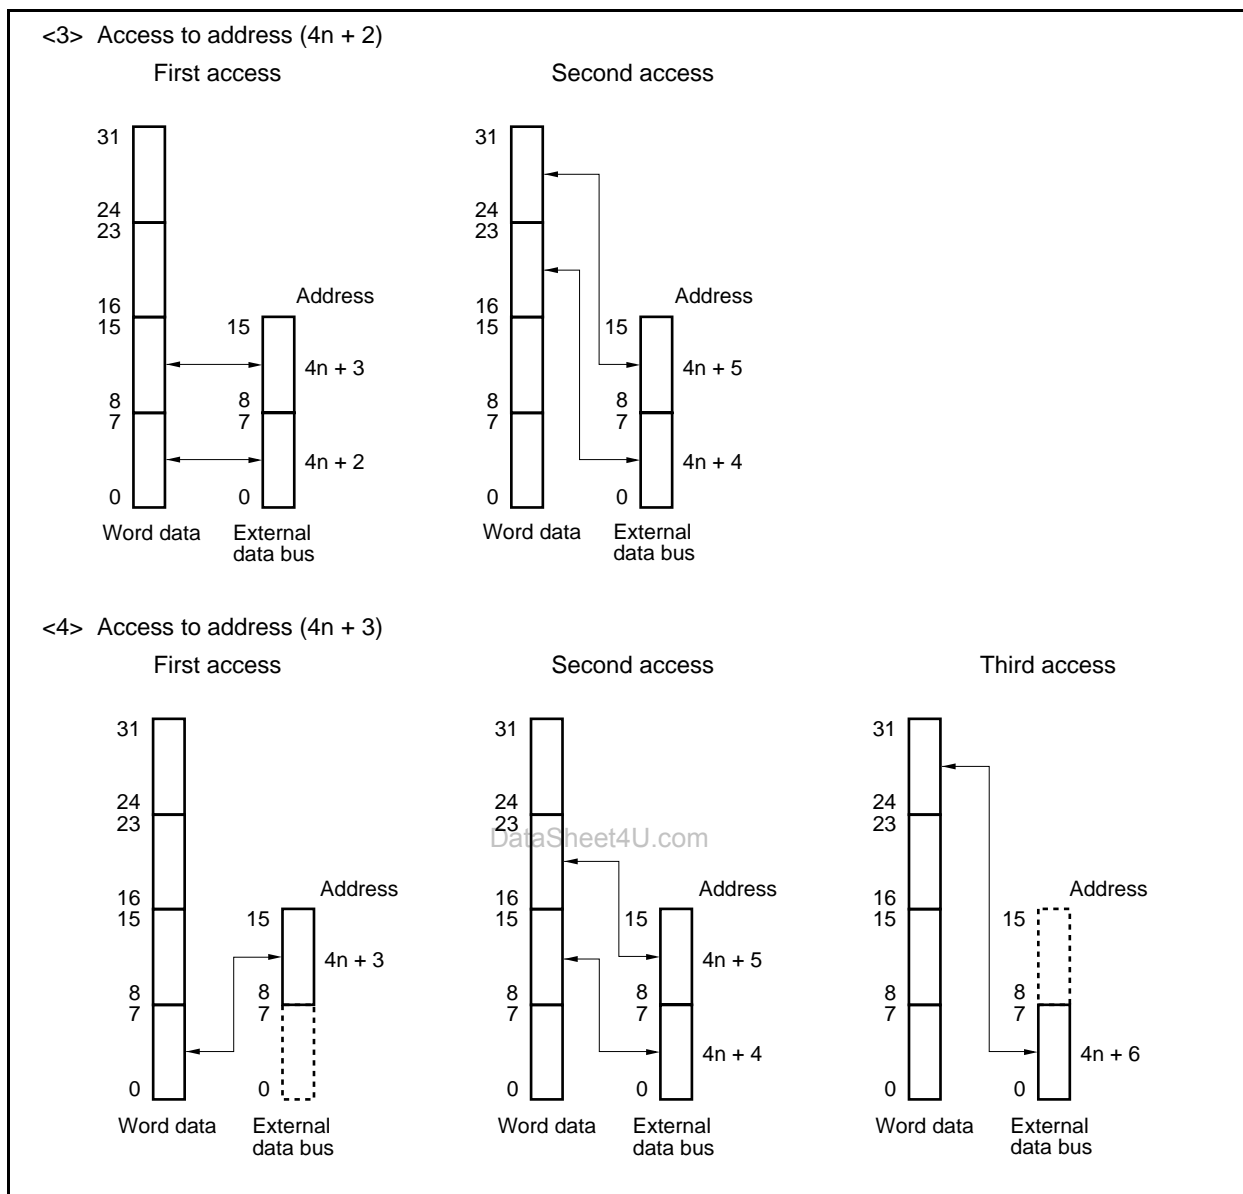 <3> Access to address (4n + 2)
First access
Second access
31
24
23
16
15
8
7
0
Address
15
8
7
0
4n + 3
4n + 2
Word data
External
data bus
31
24
23
16
15
8
7
0
Address
15
8
7
0
4n + 5
4n + 4
Word data
External
data bus
<4> Access to address (4n + 3)
First access
Second access
Third access
31
24
23
16
15
8
7
0
Address
15
8
7
0
4n + 3
Word data
External
data bus
31
24
23
DataSheet4U.com
16
15
8
7
0
Address
15
8
7
0
4n + 5
4n + 4
Word data
External
data bus
31
24
23
16
15
8
7
0
Address
15
8
7
0
4n + 6
Word data
External
data bus